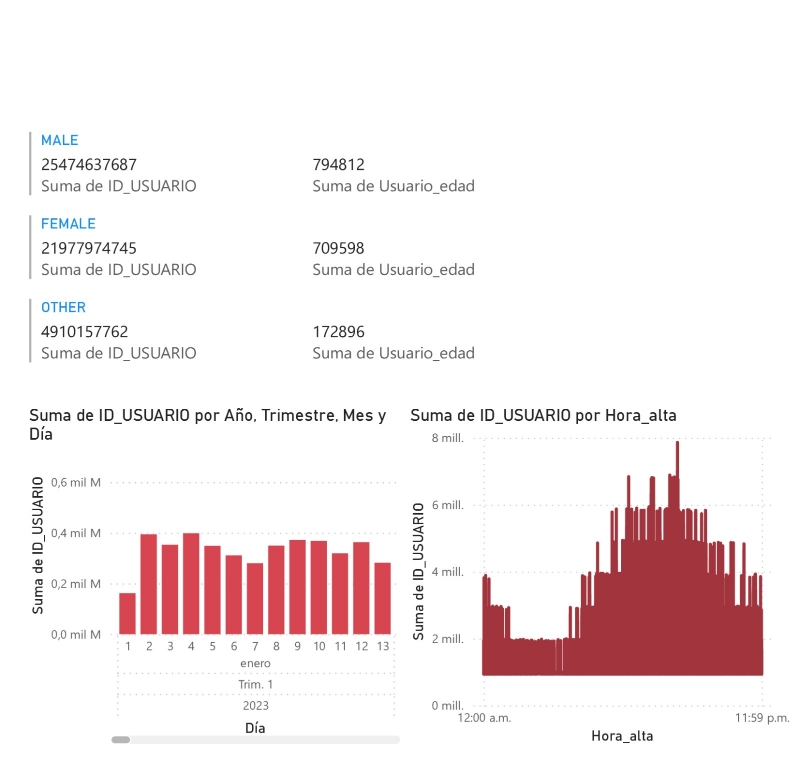 MALE
25474637687 794812
Suma de ID_USUARIO Suma de Usuario_edad
FEMALE
21977974745 709598
Suma de ID_USUARIO Suma de Usuario_edad
OTHER
4910157762 172896
Suma de ID_USUARIO Suma de Usuario_edad
Suma de ID_USUARIO por Año, Trimestre, Mes y
Día
Suma de ID_USUARIO
0,6 mil M
0,4 mil M
0,2 mil M
0,0 mil M
1 2 3 4 5 6 7 8 9 10 11 12 13
enero
Trim. 1
2023
Día
Suma de ID_USUARIO por Hora_alta
Suma de ID_USUARIO
8 mill.
6 mill.
4 mill.
2 mill.
0 mill.
12:00 a.m. 11:59 p.m.
Hora_alta